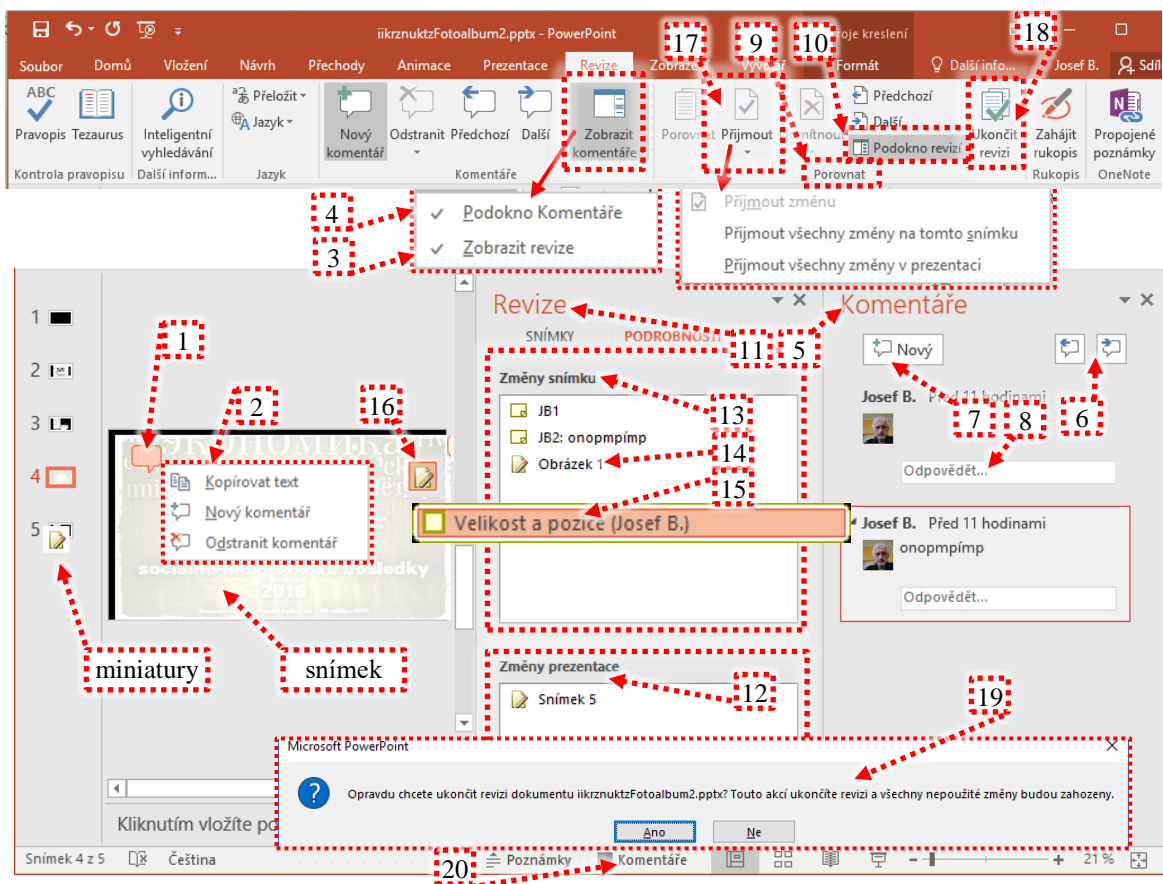 iikrznuktzFotoalbum2.pptx - PowerPoint
roje kreslení
17
9
10
18
Soubor Domů Vložení Návrh Přechody Animace Prezentace Revize Formát Další info... Josef B.
ABC
Pravopis Tezaurus
Inteligentní
vyhledávání
Přeložit
Jazyk
Nový
komentář
Odstranit Předchozí Další
Zobrazit
komentáře
Porovnat Přijmout
Předchozí
Další
Podokno revizí
Ukončit
revizi
Zahájit
rukopis
Propojené
poznámky
Kontrola pravopisu Další inform... Jazyk Komentáře Porovnat Rukopis OneNote
4
3
Podokno Komentáře
Zobrazit revize
Přijmout změnu
Přijmout všechny změny na tomto snímku
Přijmout všechny změny v prezentaci
1
2
3
4
5
1
2
16
Kopírovat text
Nový komentář
Odstranit komentář
sociálno-ekonomické dôsledky
2016
miniatury
snímek
Revize
SNÍMKY PODROBNOSTI
11
5
Změny snímku
JB1
JB2: onopmpímp
Obrázek 1
13
14
15
Velikost a pozice (Josef B.)
Změny prezentace
Snímek 5
12
Komentáře
Nový
7
8
6
Josef B. Před 11 hodinami
Odpovědět...
Josef B. Před 11 hodinami
onopmpímp
Odpovědět...
19
Microsoft PowerPoint
Opravdu chcete ukončit revizi dokumentu iikrznuktzFotoalbum2.pptx? Touto akcí ukončíte revizi a všechny nepoužité změny budou zahozeny.
Ano Ne
Kliknutím vložíte po
Snímek 4 z 5 Čeština
20
Poznámky Komentáře 21 %